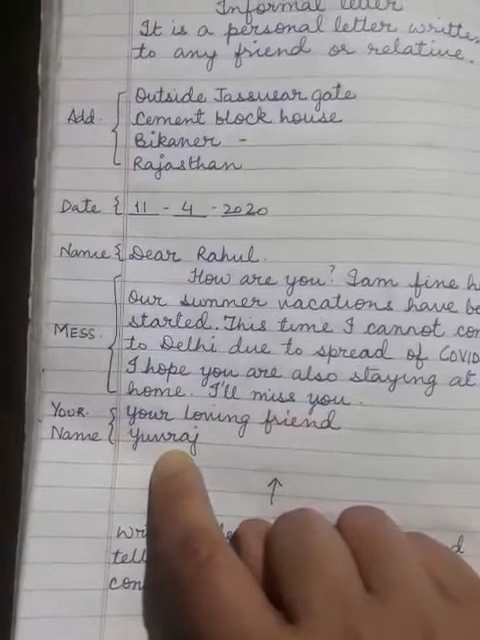 Informal letter
It is a personal letter written
to any friend or relative.
Add. Outside Jassusar gate
Cement block house
Bikaner -
Rajasthan
Date 11 - 4 - 2020
Name Dear Rahul.
How are you? I am fine
Our summer vacations have
started. This time I cannot
MESS. to Delhi due to spread of COVID
I hope you are also staying at
home. I'll miss you.
Your your loving friend
Name Yuvraj